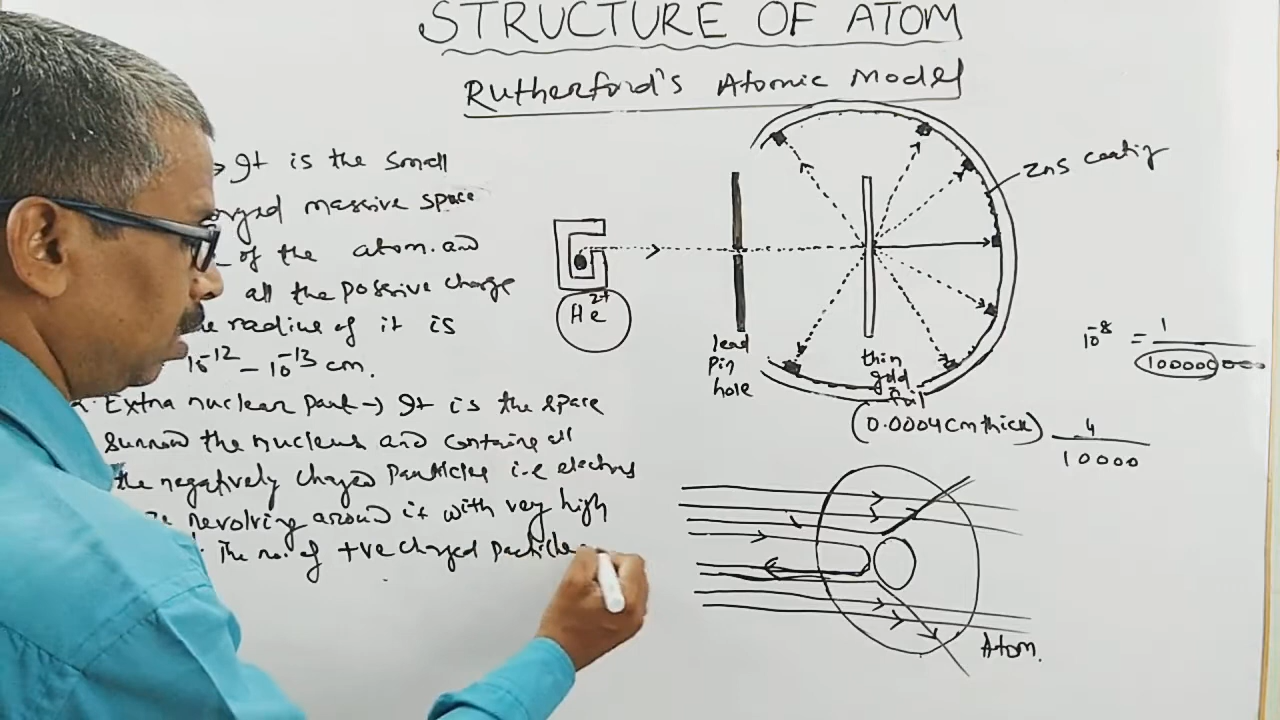 STRUCTURE OF ATOM
Rutherford's Atomic Model
It is the small
massive space
of the atom and
all the positive charge
radius of it is
10-12 – 10-13 cm.
Extra nuclear part → It is the space
the nucleus and contains all
the negatively charged particles i.e electrons
revolving around it with very high
The no. of +ve charged particle
He2+
lead
pin
hole
thin
gold
foil
(0.0004 cm thick)
4
10000
ZnS
10-8 = 1
100000000
Atom.